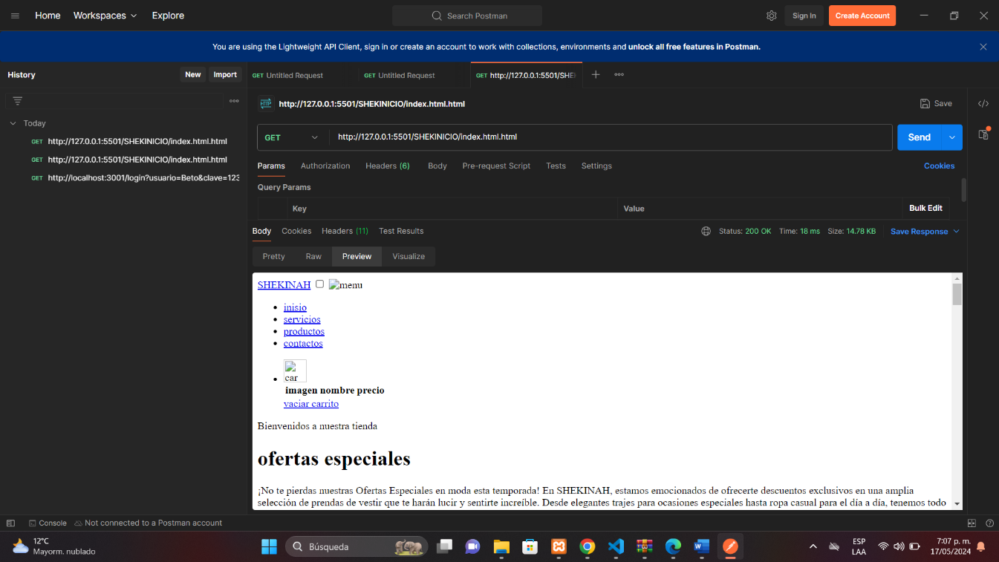 Home Workspaces Explore Search Postman Sign In Create Account
You are using the Lightweight API Client, sign in or create an account to work with collections, environments and unlock all free features in Postman.
History New Import GET Untitled Request GET Untitled Request GET http://127.0.0.1:5501/SHEI
HTTP http://127.0.0.1:5501/SHEKINICIO/index.html.html Save
Today
GET http://127.0.0.1:5501/SHEKINICIO/index.html.html
GET http://127.0.0.1:5501/SHEKINICIO/index.html.html
GET http://localhost:3001/login?usuario=Beto&clave=123
GET http://127.0.0.1:5501/SHEKINICIO/index.html.html Send
Params Authorization Headers (6) Body Pre-request Script Tests Settings Cookies
Query Params
Key Value Bulk Edit
Body Cookies Headers (11) Test Results Status: 200 OK Time: 18 ms Size: 14.78 KB Save Response
Pretty Raw Preview Visualize
SHEKINAH menu
inisio
servicios
productos
contactos
car
imagen nombre precio
vaciar carrito
Bienvenidos a nuestra tienda
ofertas especiales
¡No te pierdas nuestras Ofertas Especiales en moda esta temporada! En SHEKINAH, estamos emocionados de ofrecerte descuentos exclusivos en una amplia
selección de prendas de vestir que te harán lucir y sentirte increíble. Desde elegantes trajes para ocasiones especiales hasta ropa casual para el día a día, tenemos todo
Console Not connected to a Postman account
12°C
Mayorm. nublado
Búsqueda
ESP
LAA
7:07 p. m.
17/05/2024